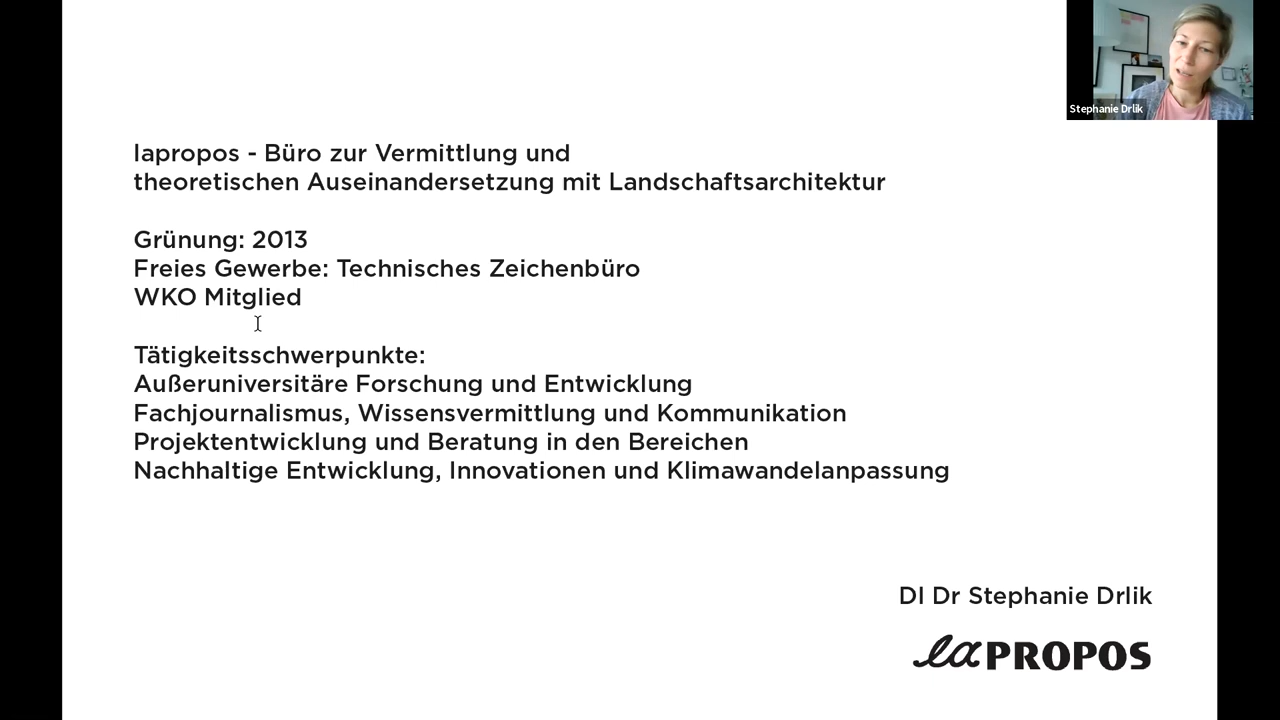 Stephanie Drlik
lapropos - Büro zur Vermittlung und
theoretischen Auseinandersetzung mit Landschaftsarchitektur
Grünung: 2013
Freies Gewerbe: Technisches Zeichenbüro
WKO Mitglied
Tätigkeitsschwerpunkte:
Außeruniversitäre Forschung und Entwicklung
Fachjournalismus, Wissensvermittlung und Kommunikation
Projektentwicklung und Beratung in den Bereichen
Nachhaltige Entwicklung, Innovationen und Klimawandelanpassung
DI Dr Stephanie Drlik
laPROPOS